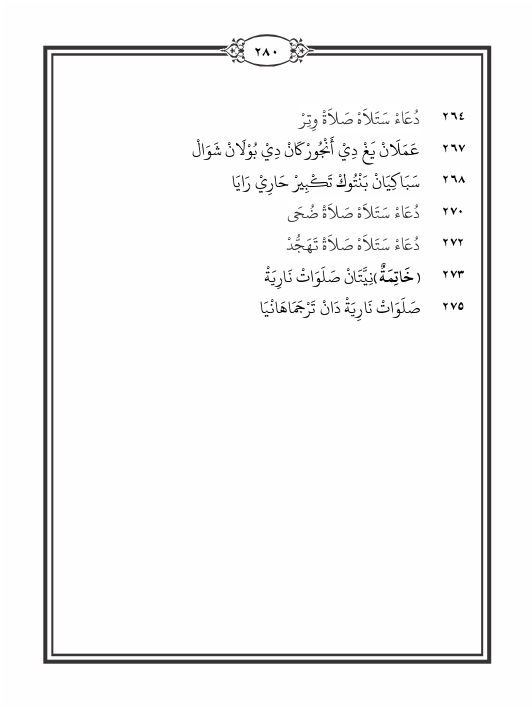 ٢٨٠
٢٦٤ دُعَاءْ سَتَلَاهْ صَلَاةْ وِتِرْ
٢٦٧ عَمَلَانْ يَغْ دِيْ أَنْجُورْكَانْ دِيْ بُوْلَانْ شَوَالْ
٢٦٨ سَبَاكِيَانْ بَنْتُوكْ تَكْبِيرْ حَارِيْ رَايَا
٢٧٠ دُعَاءْ سَتَلَاهْ صَلَاةْ ضُحَى
٢٧٢ دُعَاءْ سَتَلَاهْ صَلَاةْ تَهَجُّدْ
٢٧٣ (خَاتِمَةٌ)نِيَّتَانْ صَلَوَاتْ نَارِيَةْ
٢٧٥ صَلَوَاتْ نَارِيَةْ دَانْ تَرْجَمَاهَانْيَا